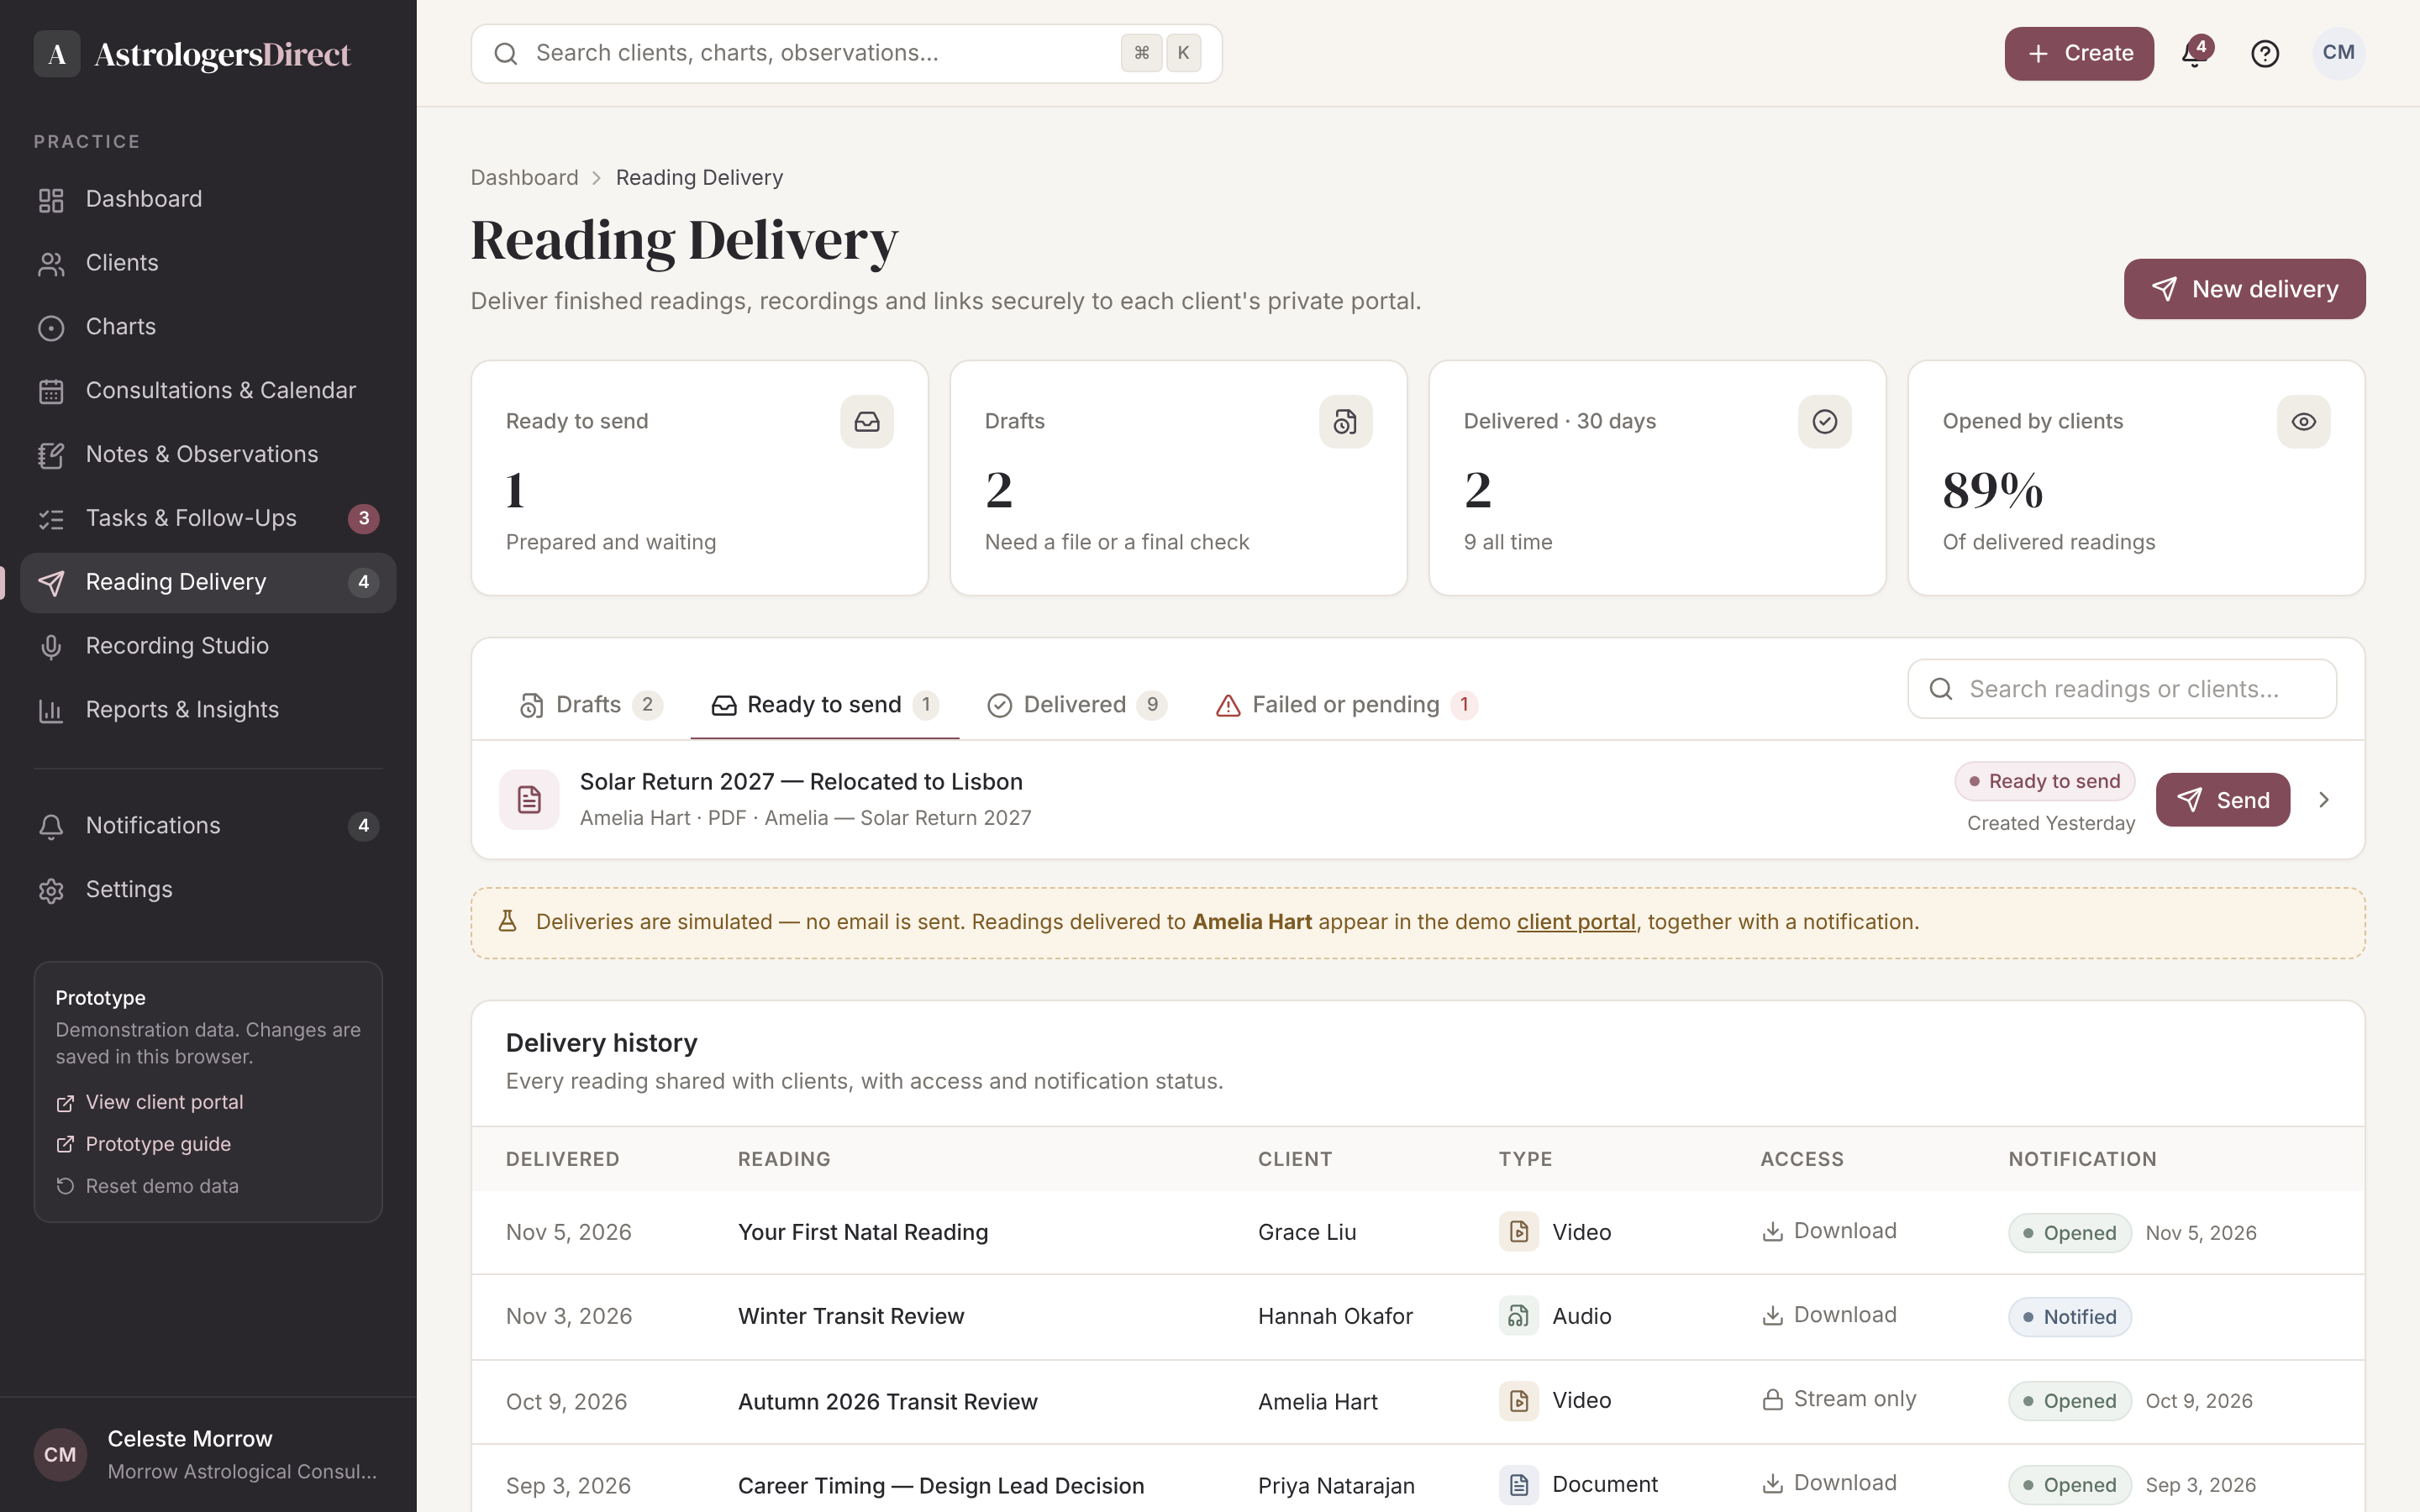 A AstrologersDirect
PRACTICE
Dashboard
Clients
Charts
Consultations & Calendar
Notes & Observations
Tasks & Follow-Ups 3
Reading Delivery 4
Recording Studio
Reports & Insights
Notifications 4
Settings
Prototype
Demonstration data. Changes are
saved in this browser.
View client portal
Prototype guide
Reset demo data
CM
Celeste Morrow
Morrow Astrological Consul...
Search clients, charts, observations... ⌘ K
Create
4
CM
Dashboard > Reading Delivery
Reading Delivery
Deliver finished readings, recordings and links securely to each client's private portal.
New delivery
Ready to send
1
Prepared and waiting
Drafts
2
Need a file or a final check
Delivered · 30 days
2
9 all time
Opened by clients
89%
Of delivered readings
Drafts 2
Ready to send 1
Delivered 9
Failed or pending 1
Search readings or clients...
Solar Return 2027 — Relocated to Lisbon
Amelia Hart · PDF · Amelia — Solar Return 2027
Ready to send
Created Yesterday
Send
Deliveries are simulated — no email is sent. Readings delivered to Amelia Hart appear in the demo client portal, together with a notification.
Delivery history
Every reading shared with clients, with access and notification status.
DELIVERED READING CLIENT TYPE ACCESS NOTIFICATION
Nov 5, 2026 Your First Natal Reading Grace Liu Video Download Opened Nov 5, 2026
Nov 3, 2026 Winter Transit Review Hannah Okafor Audio Download Notified
Oct 9, 2026 Autumn 2026 Transit Review Amelia Hart Video Stream only Opened Oct 9, 2026
Sep 3, 2026 Career Timing — Design Lead Decision Priya Natarajan Document Download Opened Sep 3, 2026